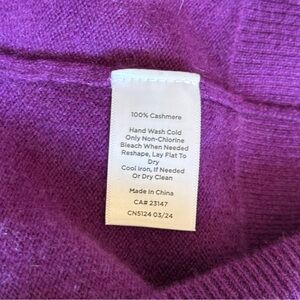 100% Cashmere
Hand Wash Cold
Only Non-Chlorine
Bleach When Needed
Reshape, Lay Flat To
Dry
Cool Iron, If Needed
Or Dry Clean
Made in China
CA# 23147
CN5124 03/24